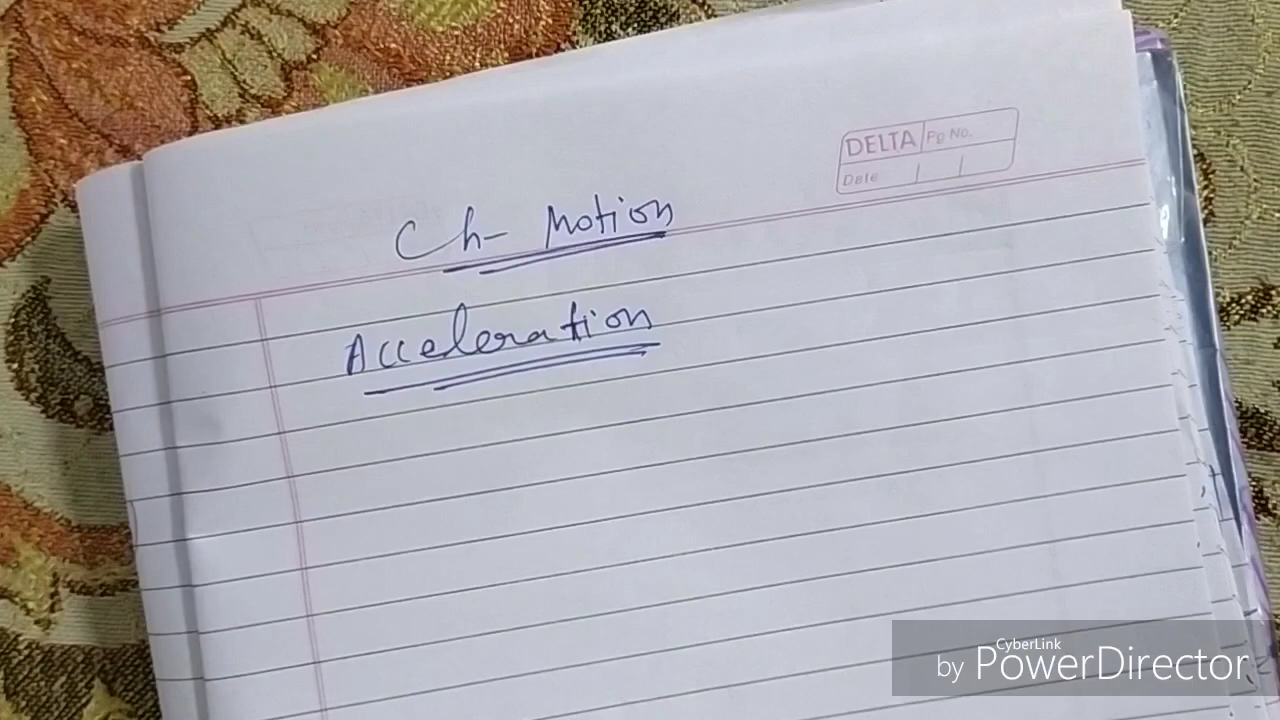 DELTA Pg No.
Date
Ch- Motion
Acceleration
CyberLink
by PowerDirector